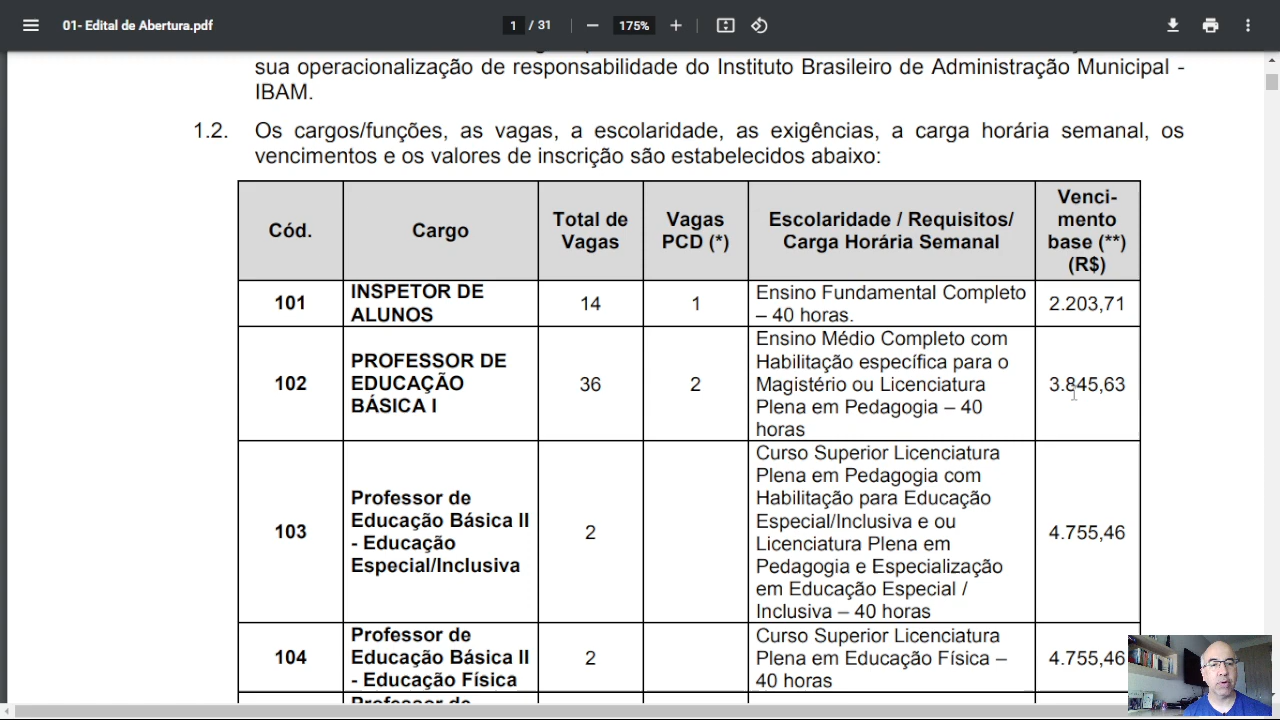 01- Edital de Abertura.pdf
1 / 31
175%
sua operacionalização de responsabilidade do Instituto Brasileiro de Administração Municipal -
IBAM.
1.2. Os cargos/funções, as vagas, a escolaridade, as exigências, a carga horária semanal, os
vencimentos e os valores de inscrição são estabelecidos abaixo:
Cód.
Cargo
Total de
Vagas
Vagas
PCD (*)
Escolaridade / Requisitos/
Carga Horária Semanal
Venci-
mento
base (**)
(R$)
101
INSPETOR DE
ALUNOS
14
1
Ensino Fundamental Completo
– 40 horas.
2.203,71
102
PROFESSOR DE
EDUCAÇÃO
BÁSICA I
36
2
Ensino Médio Completo com
Habilitação específica para o
Magistério ou Licenciatura
Plena em Pedagogia – 40
horas
3.845,63
103
Professor de
Educação Básica II
- Educação
Especial/Inclusiva
2
Curso Superior Licenciatura
Plena em Pedagogia com
Habilitação para Educação
Especial/Inclusiva e ou
Licenciatura Plena em
Pedagogia e Especialização
em Educação Especial /
Inclusiva – 40 horas
4.755,46
104
Professor de
Educação Básica II
- Educação Física
2
Curso Superior Licenciatura
Plena em Educação Física –
40 horas
4.755,46
Professor de